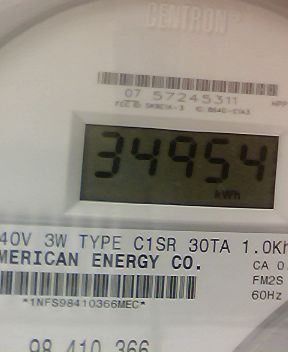 CENTRON®
07 57245311
34954
kWh
40V 3W TYPE C1SR 30TA 1.0Kh
MERICAN ENERGY CO.
CA 0.
FM2S
60Hz
*1NFS98410366MEC*
98 410 366